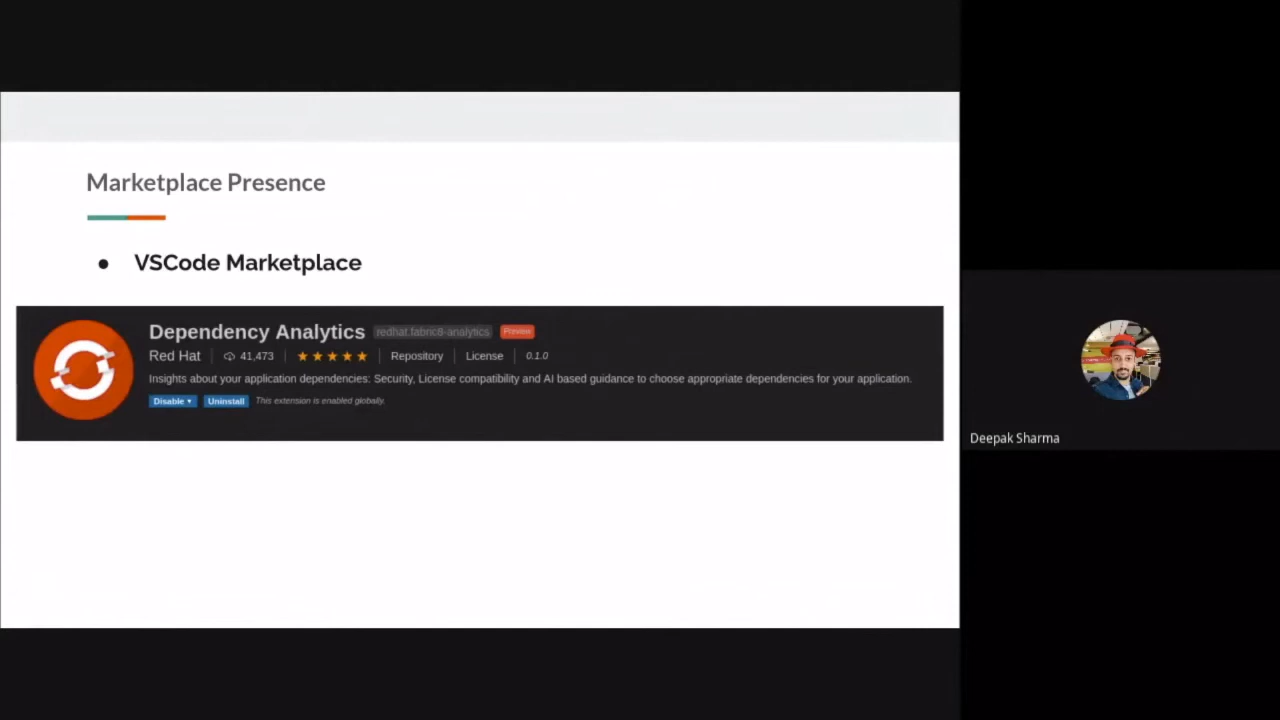 Marketplace Presence
● VSCode Marketplace
Dependency Analytics redhat.fabric8-analytics Preview
Red Hat | 41,473 | ★★★★★ | Repository | License | 0.1.0
Insights about your application dependencies: Security, License compatibility and AI based guidance to choose appropriate dependencies for your application.
Disable ▾ Uninstall This extension is enabled globally.
Deepak Sharma